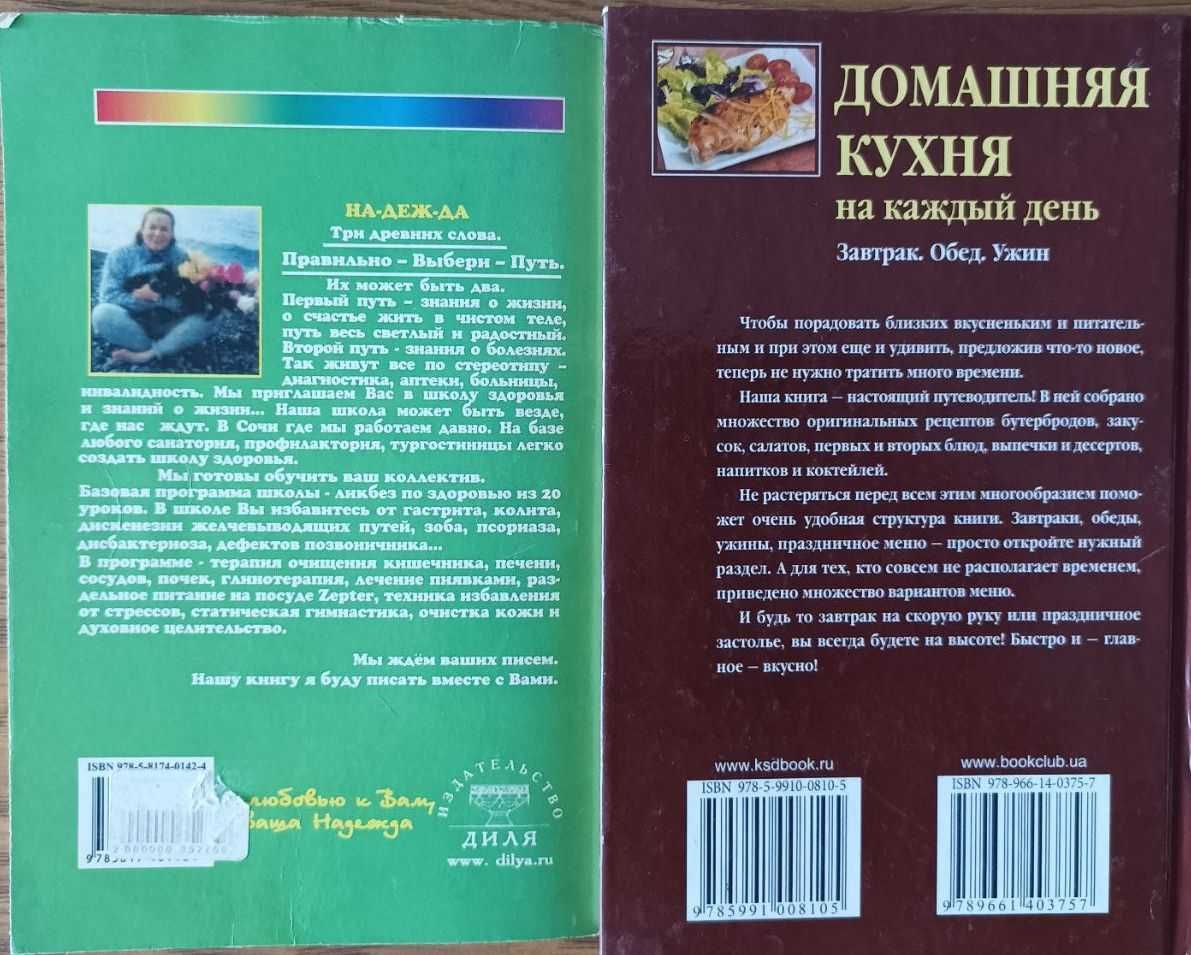 НА-ДЕЖ-ДА
Три древних слова.
Правильно – Выбери – Путь.
Их может быть два.
Первый путь – знания о жизни,
о счастье жить в чистом теле,
путь весь светлый и радостный.
Второй путь - знания о болезнях.
Так живут все по стереотипу –
диагностика, аптеки, больницы,
инвалидность. Мы приглашаем Вас в школу здоровья
и знаний о жизни... Наша школа может быть везде,
где нас ждут. В Сочи где мы работаем давно. На базе
любого санатория, профилактория, тургостиницы легко
создать школу здоровья.
Мы готовы обучить ваш коллектив.
Базовая программа школы - ликбез по здоровью из 20
уроков. В школе Вы избавитесь от гастрита, колита,
дискенезии желчевыводящих путей, зоба, псориаза,
дисбактериоза, дефектов позвоничника...
В программе - терапия очищения кишечника, печени,
сосудов, почек, глинотерапия, лечение пиявками, раз-
дельное питание на посуде Zepter, техника избавления
от стрессов, статическая гимнастика, очистка кожи и
духовное целительство.
Мы ждём ваших писем.
Нашу книгу я буду писать вместе с Вами.
ISBN 978-5-8174-0142-4
любовью к Вам,
ваша Надежда
ИЗДАТЕЛЬСТВО
ДИЛЯ
www. dilya.ru
ДОМАШНЯЯ
КУХНЯ
на каждый день
Завтрак. Обед. Ужин
Чтобы порадовать близких вкусненьким и питатель-
ным и при этом еще и удивить, предложив что-то новое,
теперь не нужно тратить много времени.
Наша книга – настоящий путеводитель! В ней собрано
множество оригинальных рецептов бутербродов, заку-
сок, салатов, первых и вторых блюд, выпечки и десертов,
напитков и коктейлей.
Не растеряться перед всем этим многообразием помо-
жет очень удобная структура книги. Завтраки, обеды,
ужины, праздничное меню – просто откройте нужный
раздел. А для тех, кто совсем не располагает временем,
приведено множество вариантов меню.
И будь то завтрак на скорую руку или праздничное
застолье, вы всегда будете на высоте! Быстро и – глав-
ное – вкусно!
www.ksdbook.ru
ISBN 978-5-9910-0810-5
9 785991 008105
www.bookclub.ua
ISBN 978-966-14-0375-7
9 789661 403757